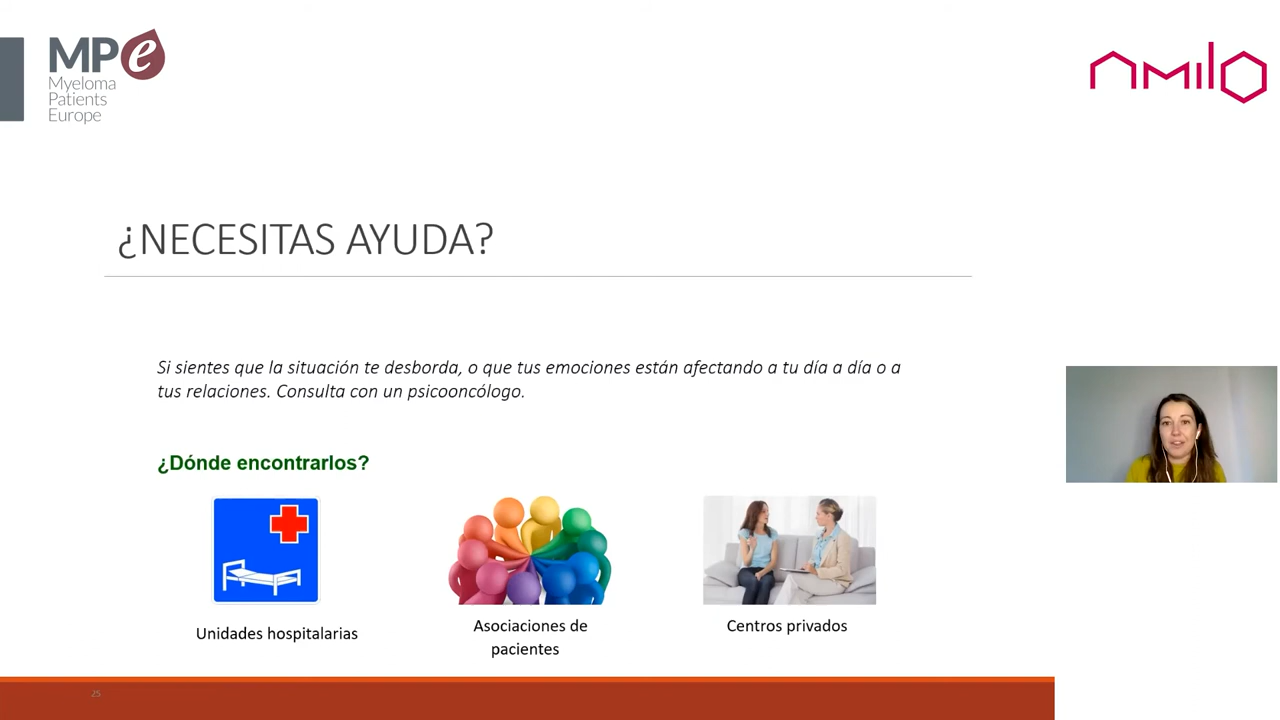 MPe
Myeloma
Patients
Europe
amilo
¿NECESITAS AYUDA?
Si sientes que la situación te desborda, o que tus emociones están afectando a tu día a día o a
tus relaciones. Consulta con un psicooncólogo.
¿Dónde encontrarlos?
Unidades hospitalarias
Asociaciones de
pacientes
Centros privados
25